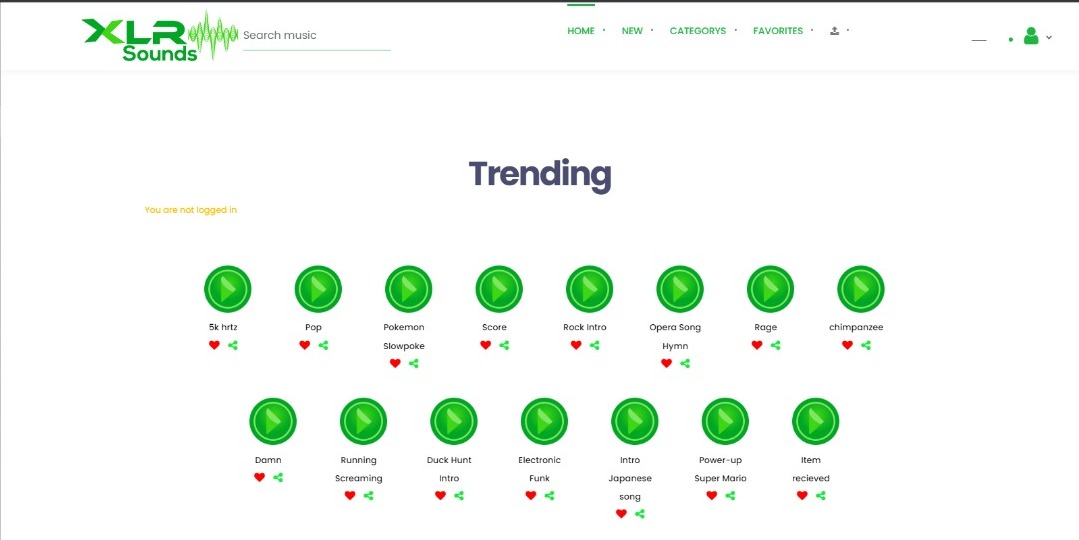 XLR
Sounds
Search music
HOME
NEW
CATEGORYS
FAVORITES
Trending
You are not logged in
5k hrtz
Pop
Pokemon
Slowpoke
Score
Rock Intro
Opera Song
Hymn
Rage
chimpanzee
Damn
Running
Screaming
Duck Hunt
Intro
Electronic
Funk
Intro
Japanese
song
Power-up
Super Mario
Item
recieved